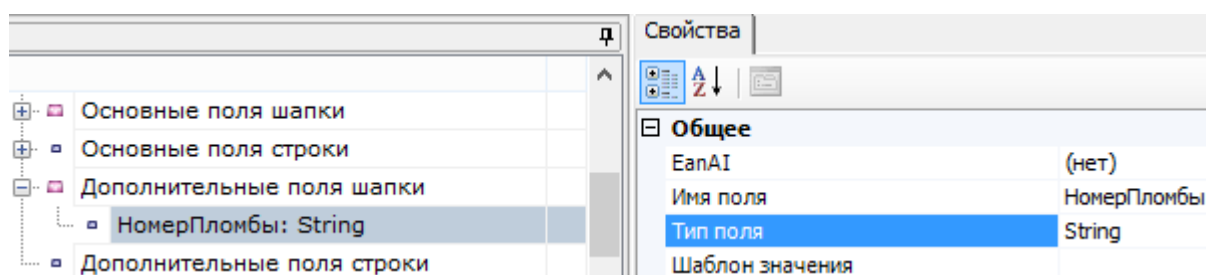 Свойства
Основные поля шапки
Основные поля строки
Дополнительные поля шапки
НомерПломбы: String
Дополнительные поля строки
A
Z
Общее
EanAI (нет)
Имя поля НомерПломбы
Тип поля String
Шаблон значения